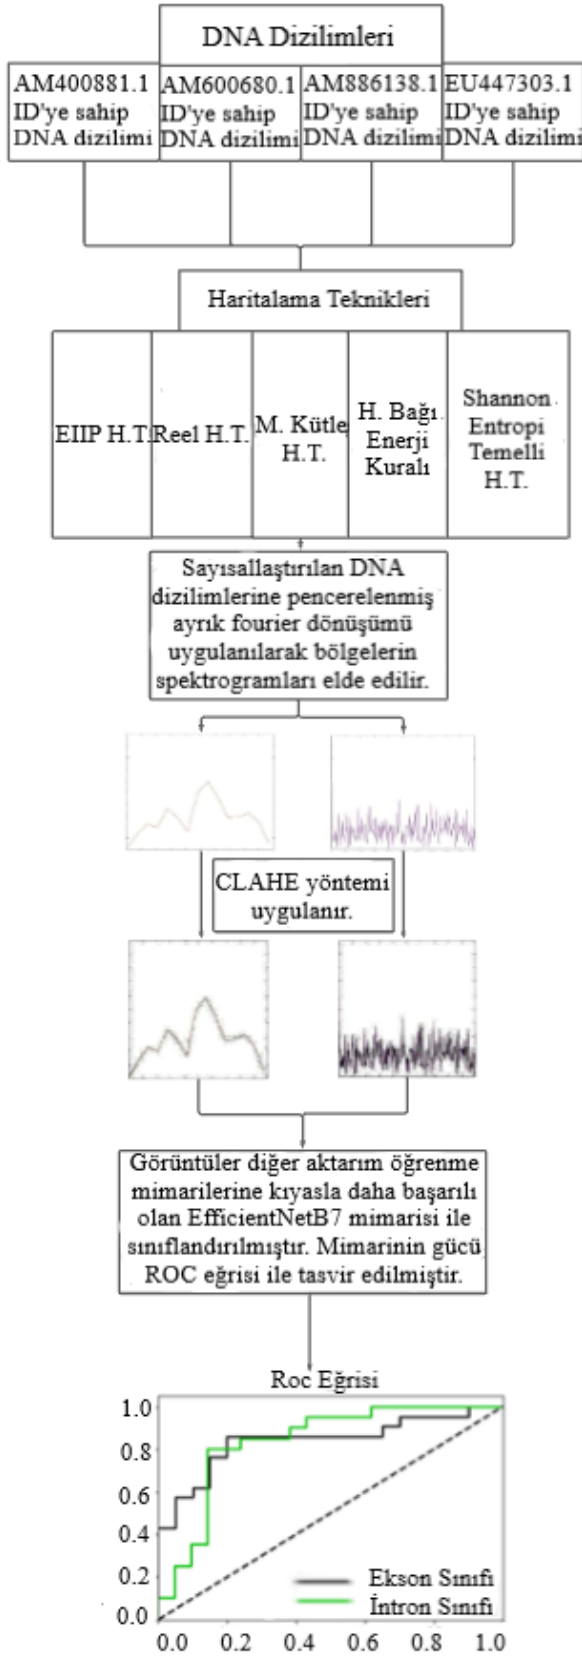 DNA Dizilimleri
AM400881.1
ID'ye sahip
DNA dizilimi
AM600680.1
ID'ye sahip
DNA dizilimi
AM886138.1
ID'ye sahip
DNA dizilimi
EU447303.1
ID'ye sahip
DNA dizilimi
Haritalama Teknikleri
EIIP H.T.
Reel H.T.
M. Kütle
H.T.
H. Bağı
Enerji
Kuralı
Shannon
Entropi
Temelli
H.T.
Sayısallaştırılan DNA
dizilimlerine pencerelenmiş
ayrık fourier dönüşümü
uygulanılarak bölgelerin
spektrogramları elde edilir.
CLAHE yöntemi
uygulanır.
Görüntüler diğer aktarım öğrenme
mimarilerine kıyasla daha başarılı
olan EfficientNetB7 mimarisi ile
sınıflandırılmıştır. Mimarinin gücü
ROC eğrisi ile tasvir edilmiştir.
Roc Eğrisi
1.0
0.8
0.6
0.4
0.2
0.0
Ekson Sınıfı
İntron Sınıfı
0.0 0.2 0.4 0.6 0.8 1.0